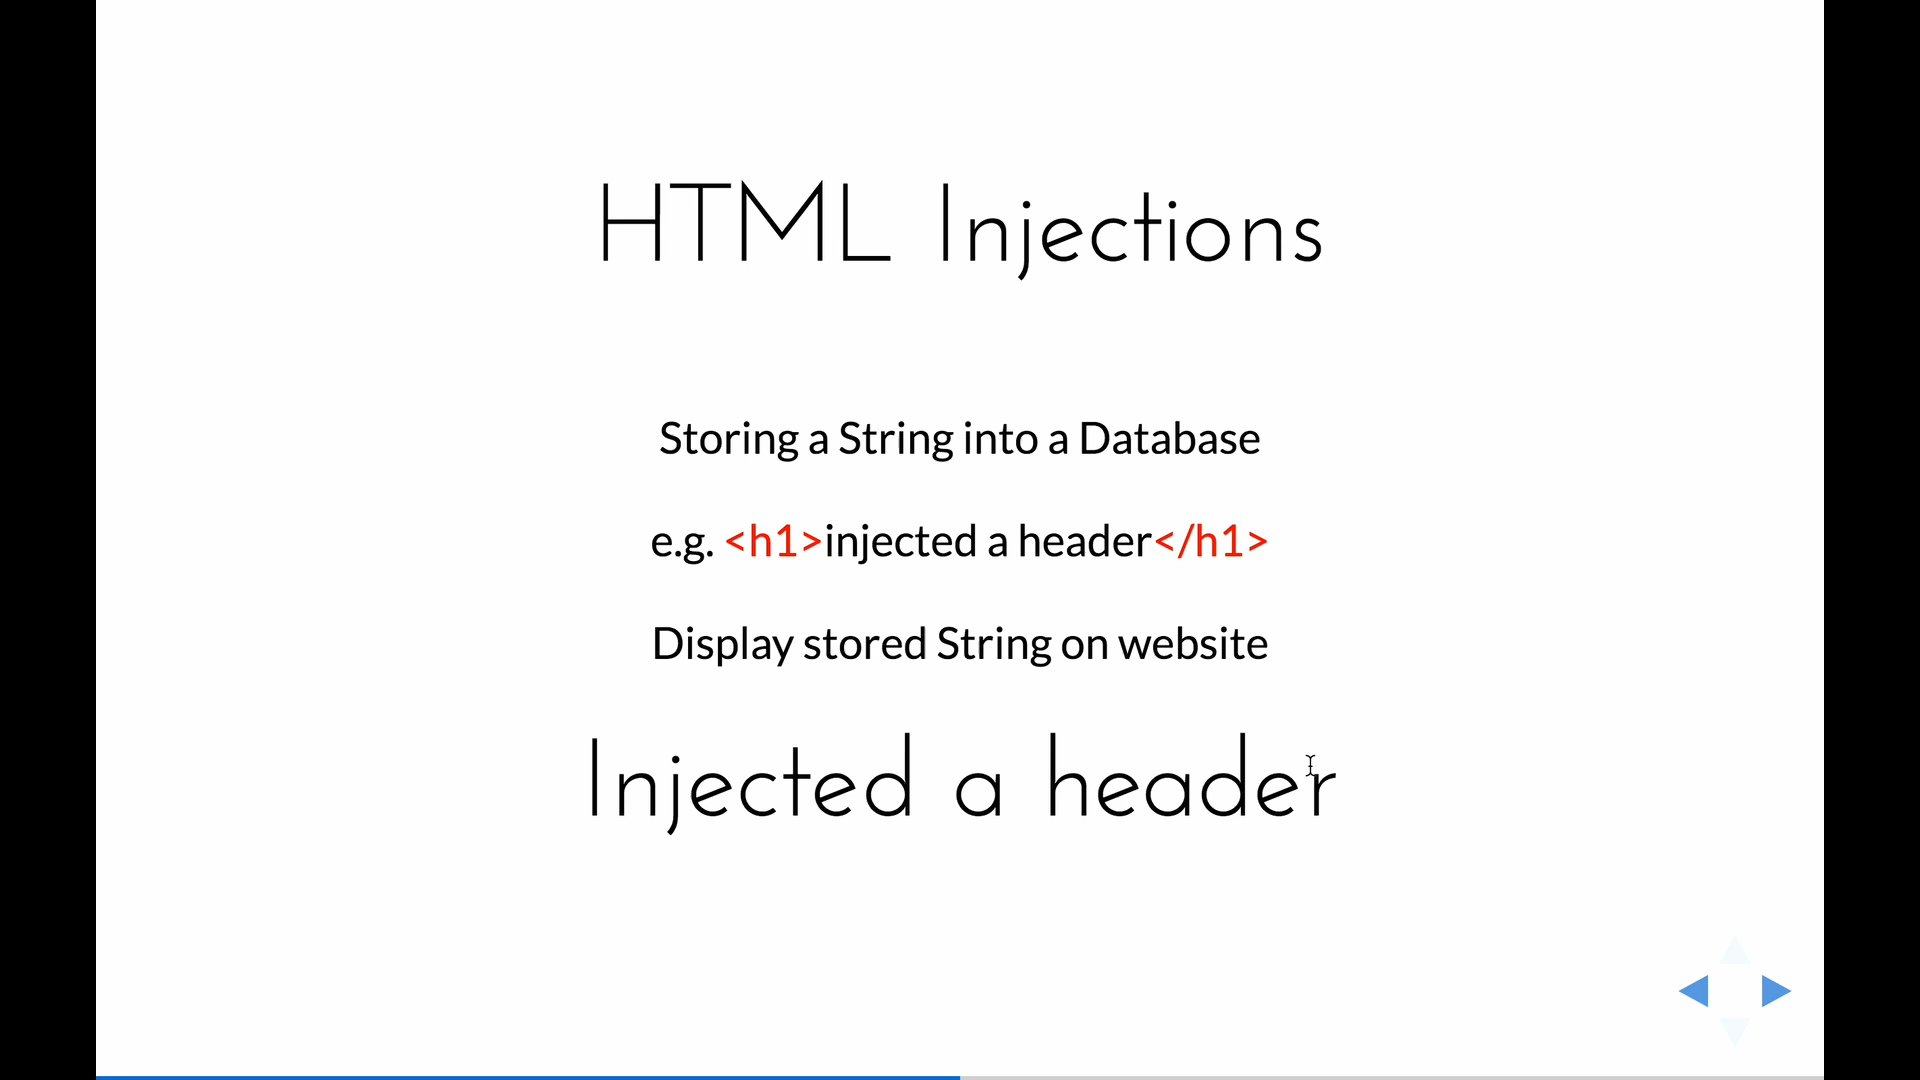 HTML Injections
Storing a String into a Database
e.g. <h1>injected a header</h1>
Display stored String on website
Injected a header